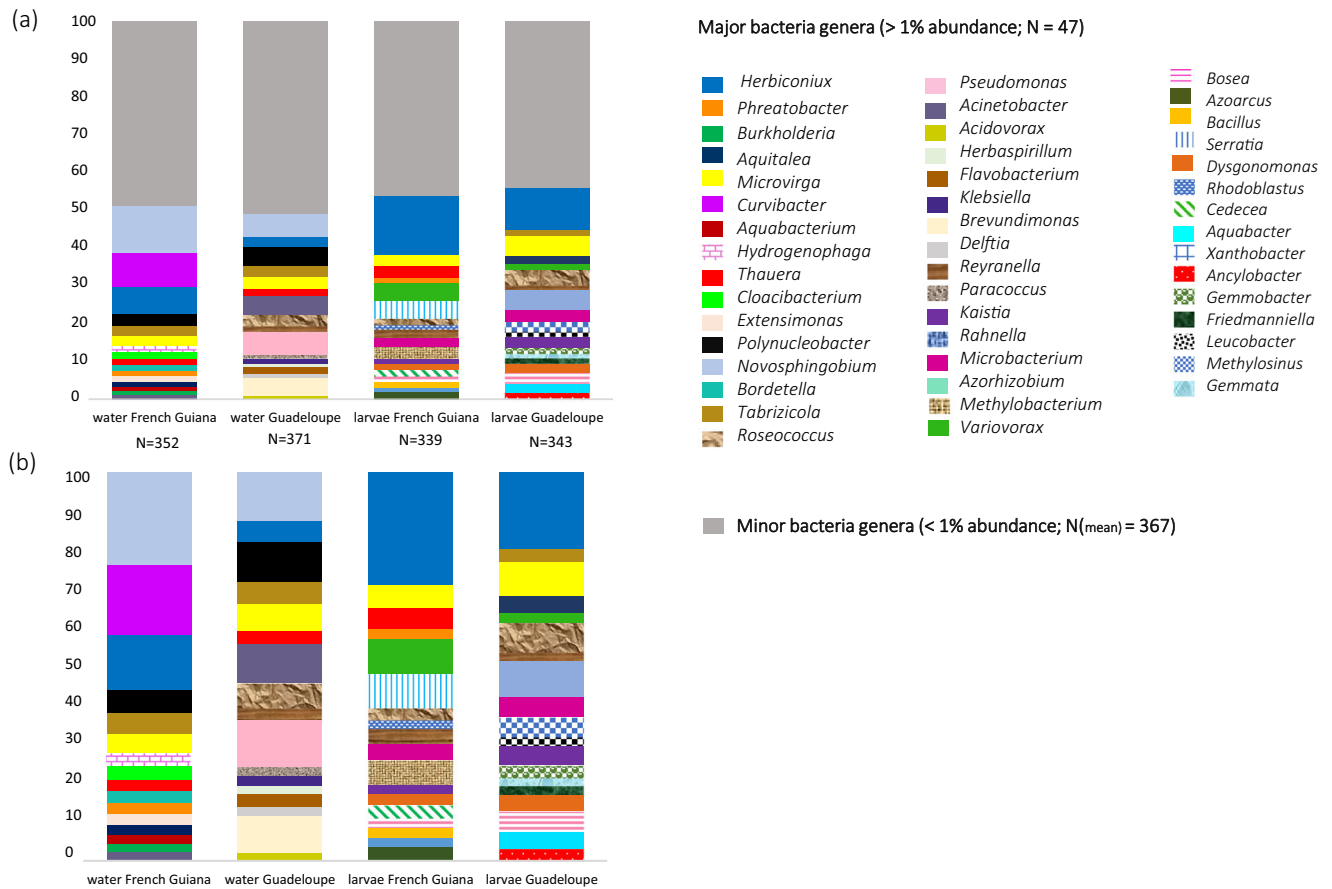 (a)
100
90
80
70
60
50
40
30
20
10
0
water French Guiana
water Guadeloupe
larvae French Guiana
larvae Guadeloupe
N=352
N=371
N=339
N=343
(b)
100
90
80
70
60
50
40
30
20
10
0
water French Guiana
water Guadeloupe
larvae French Guiana
larvae Guadeloupe
Major bacteria genera (> 1% abundance; N = 47)
Herbiconiux
Phreatobacter
Burkholderia
Aquitalea
Microvirga
Curvibacter
Aquabacterium
Hydrogenophaga
Thauera
Cloacibacterium
Extensimonas
Polynucleobacter
Novosphingobium
Bordetella
Tabrizicola
Roseococcus
Pseudomonas
Acinetobacter
Acidovorax
Herbaspirillum
Flavobacterium
Klebsiella
Brevundimonas
Delftia
Reyranella
Paracoccus
Kaistia
Rahnella
Microbacterium
Azorhizobium
Methylobacterium
Variovorax
Bosea
Azoarcus
Bacillus
Serratia
Dysgonomonas
Rhodoblastus
Cedecea
Aquabacter
Xanthobacter
Ancylobacter
Gemmobacter
Friedmanniella
Leucobacter
Methylosinus
Gemmata
Minor bacteria genera (< 1% abundance; N(mean) = 367)